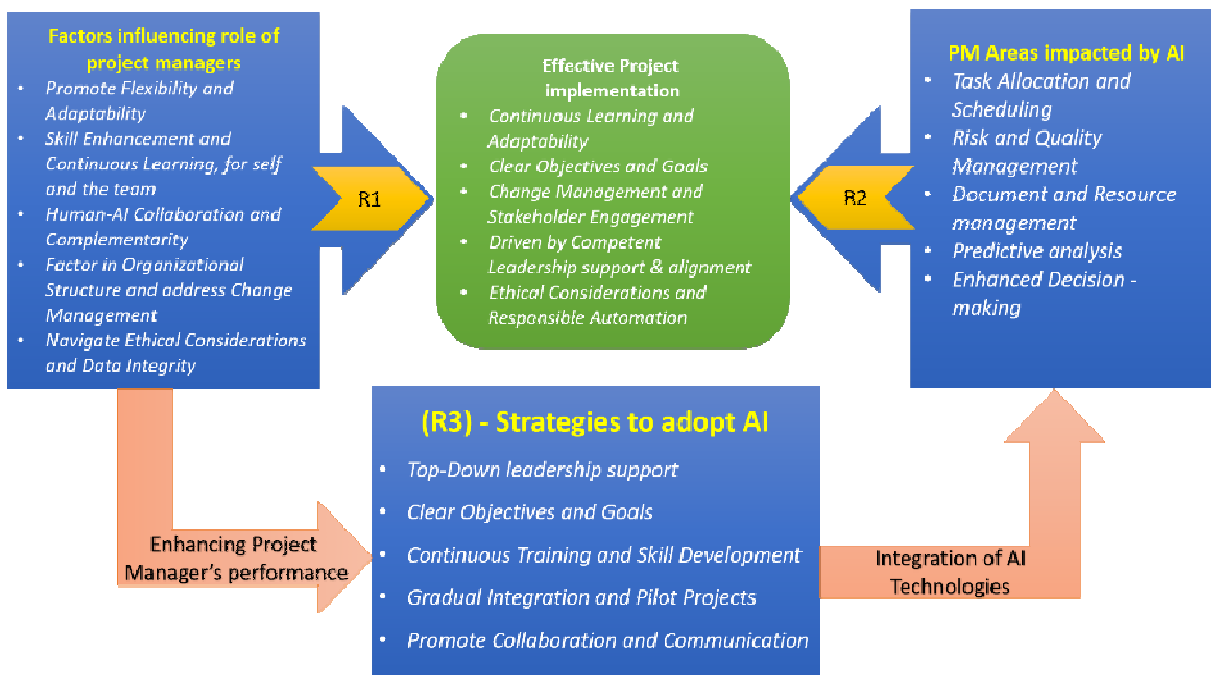 Factors influencing role of
project managers
• Promote Flexibility and
Adaptability
• Skill Enhancement and
Continuous Learning, for self
and the team
• Human-AI Collaboration and
Complementarity
• Factor in Organizational
Structure and address Change
Management
• Navigate Ethical Considerations
and Data Integrity
R1
Effective Project
implementation
• Continuous Learning and
Adaptability
• Clear Objectives and Goals
• Change Management and
Stakeholder Engagement
• Driven by Competent
Leadership support & alignment
• Ethical Considerations and
Responsible Automation
R2
PM Areas impacted by AI
• Task Allocation and
Scheduling
• Risk and Quality
Management
• Document and Resource
management
• Predictive analysis
• Enhanced Decision -
making
Enhancing Project
Manager's performance
(R3) - Strategies to adopt AI
• Top-Down leadership support
• Clear Objectives and Goals
• Continuous Training and Skill Development
• Gradual Integration and Pilot Projects
• Promote Collaboration and Communication
Integration of AI
Technologies